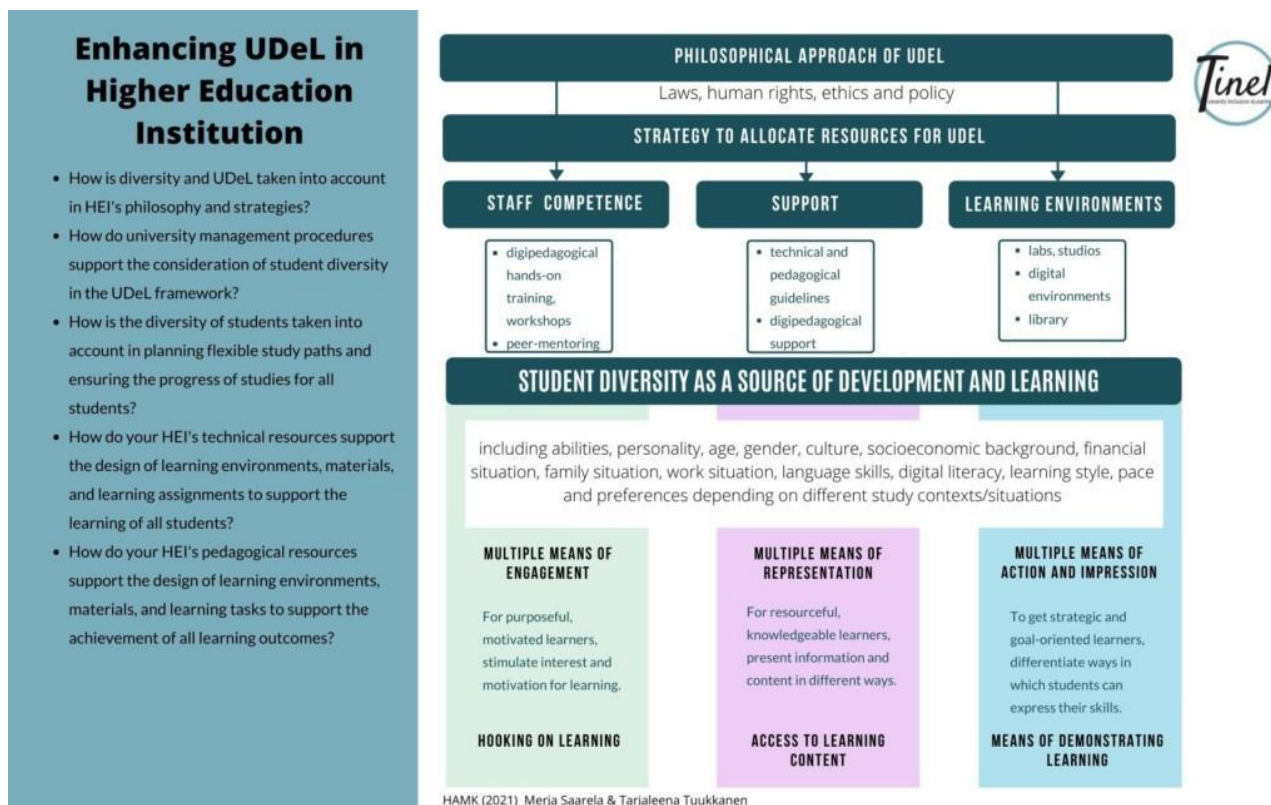 Enhancing UDeL in
Higher Education
Institution
• How is diversity and UDeL taken into account
in HEI's philosophy and strategies?
• How do university management procedures
support the consideration of student diversity
in the UDeL framework?
• How is the diversity of students taken into
account in planning flexible study paths and
ensuring the progress of studies for all
students?
• How do your HEI's technical resources support
the design of learning environments, materials,
and learning assignments to support the
learning of all students?
• How do your HEI's pedagogical resources
support the design of learning environments,
materials, and learning tasks to support the
achievement of all learning outcomes?
PHILOSOPHICAL APPROACH OF UDEL
Laws, human rights, ethics and policy
STRATEGY TO ALLOCATE RESOURCES FOR UDEL
STAFF COMPETENCE
• digipedagogical
hands-on
training,
workshops
• peer-mentoring
SUPPORT
• technical and
pedagogical
guidelines
• digipedagogical
support
LEARNING ENVIRONMENTS
• labs, studios
• digital
environments
• library
STUDENT DIVERSITY AS A SOURCE OF DEVELOPMENT AND LEARNING
including abilities, personality, age, gender, culture, socioeconomic background, financial
situation, family situation, work situation, language skills, digital literacy, learning style, pace
and preferences depending on different study contexts/situations
MULTIPLE MEANS OF
ENGAGEMENT
For purposeful,
motivated learners,
stimulate interest and
motivation for learning.
HOOKING ON LEARNING
MULTIPLE MEANS OF
REPRESENTATION
For resourceful,
knowledgeable learners,
present information and
content in different ways.
ACCESS TO LEARNING
CONTENT
MULTIPLE MEANS OF
ACTION AND IMPRESSION
To get strategic and
goal-oriented learners,
differentiate ways in
which students can
express their skills.
MEANS OF DEMONSTRATING
LEARNING
Tinel
HAMK (2021) Merja Saarela & Tarjaleena Tuukkanen